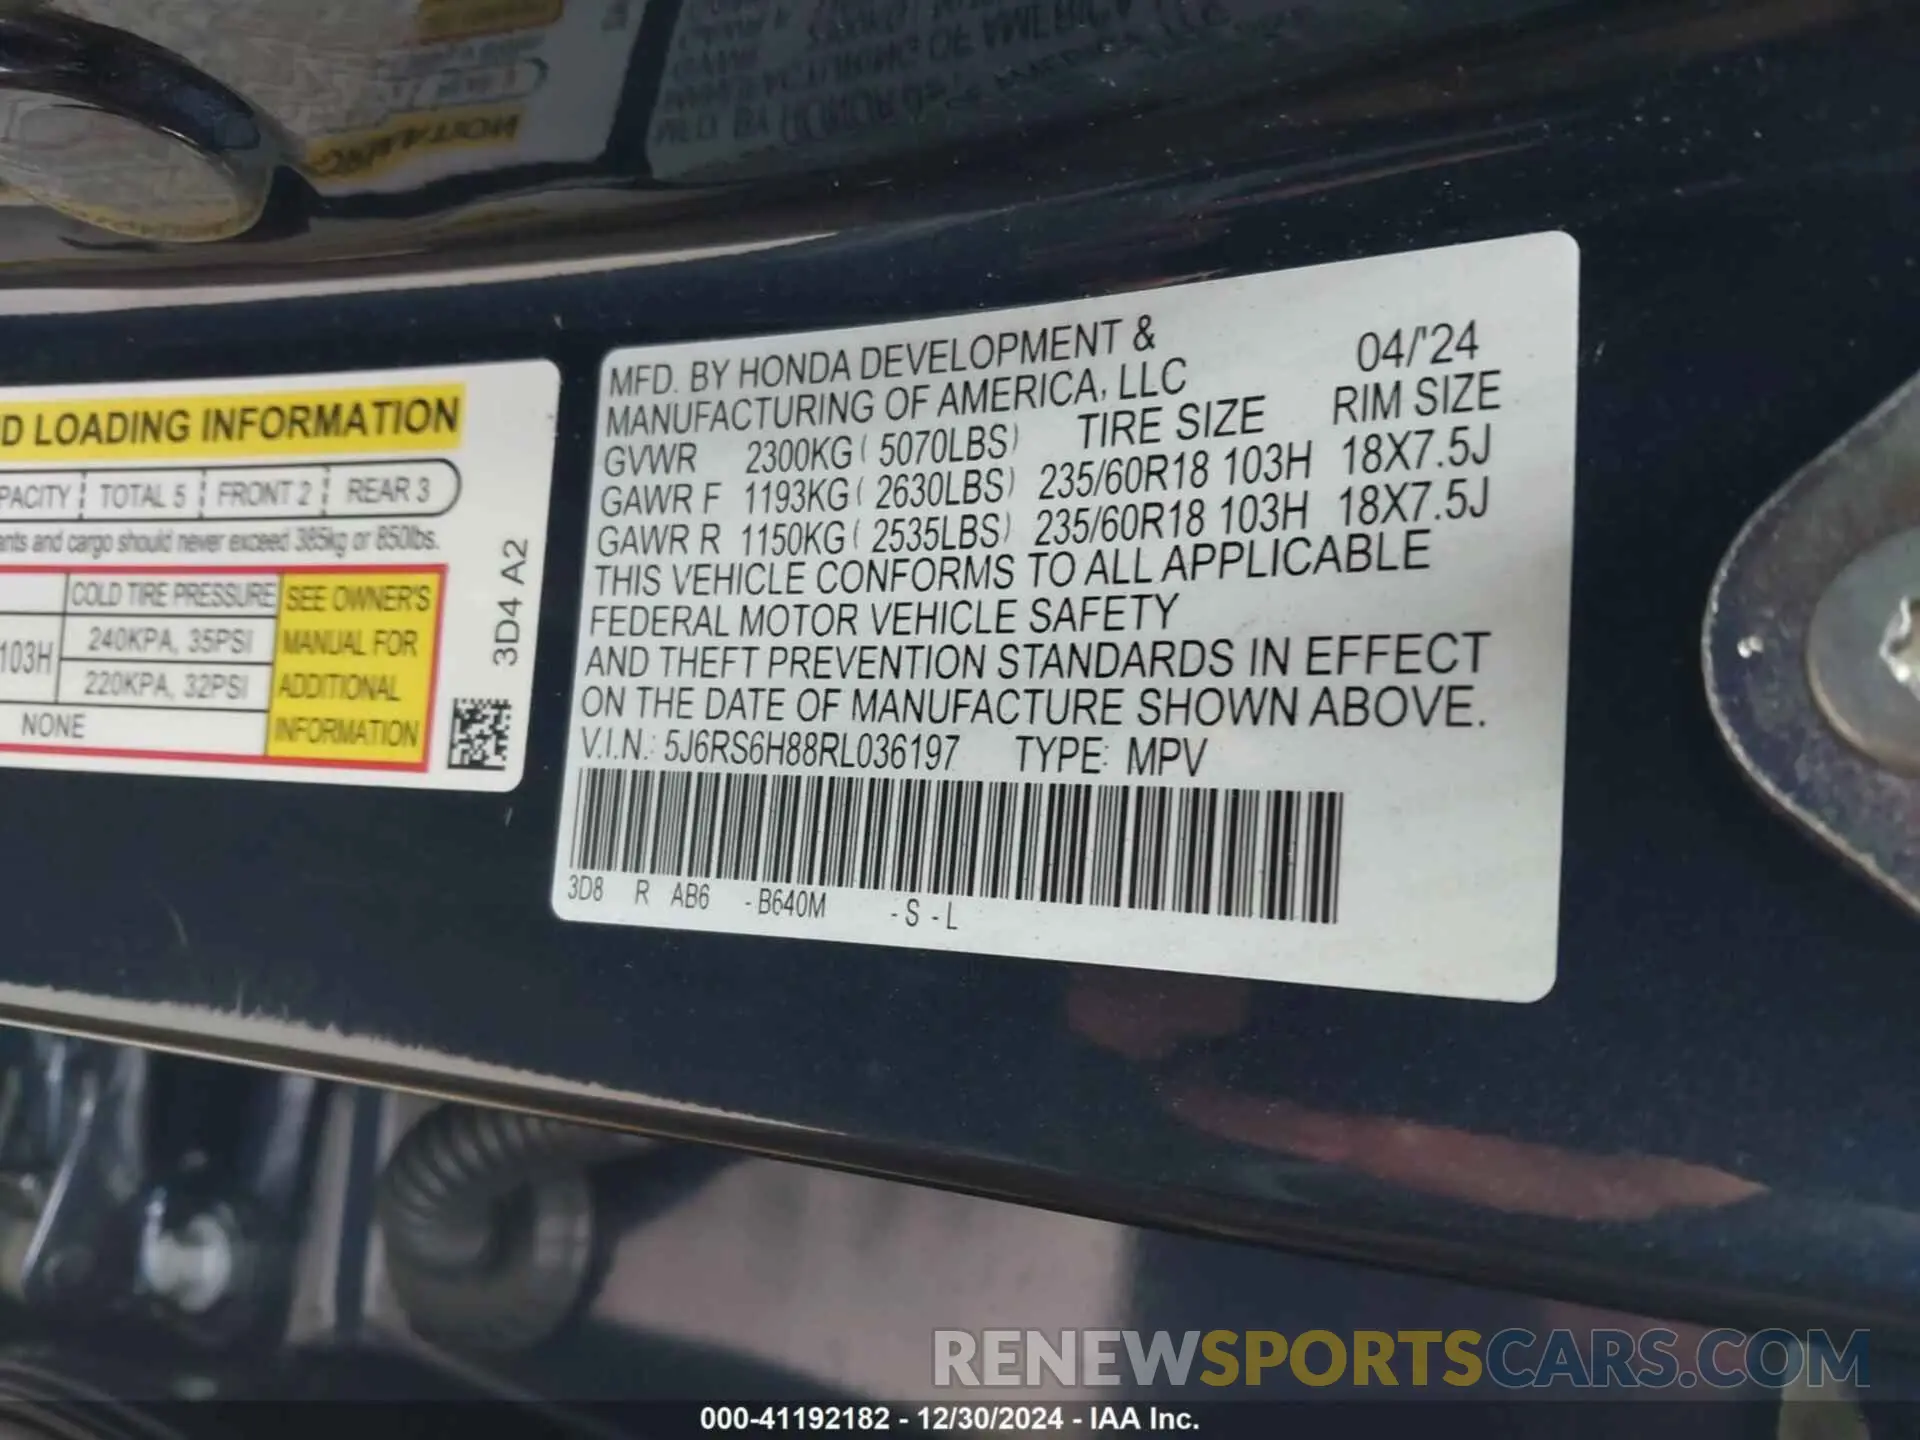 D LOADING INFORMATION
PACITY TOTAL 5 FRONT 2 REAR 3
ants and cargo should never exceed 385kg or 850lbs.
COLD TIRE PRESSURE
103H
240KPA, 35PSI
220KPA, 32PSI
NONE
SEE OWNER'S
MANUAL FOR
ADDITIONAL
INFORMATION
3D4 A2
MFD. BY HONDA DEVELOPMENT &
MANUFACTURING OF AMERICA, LLC 04/'24
GVWR 2300KG ( 5070LBS) TIRE SIZE RIM SIZE
GAWR F 1193KG ( 2630LBS) 235/60R18 103H 18X7.5J
GAWR R 1150KG ( 2535LBS) 235/60R18 103H 18X7.5J
THIS VEHICLE CONFORMS TO ALL APPLICABLE
FEDERAL MOTOR VEHICLE SAFETY
AND THEFT PREVENTION STANDARDS IN EFFECT
ON THE DATE OF MANUFACTURE SHOWN ABOVE.
V.I.N.: 5J6RS6H88RL036197 TYPE: MPV
3D8 R AB6 - B640M - S - L
RENEWSPORTSCARS.COM
000-41192182 - 12/30/2024 - IAA Inc.